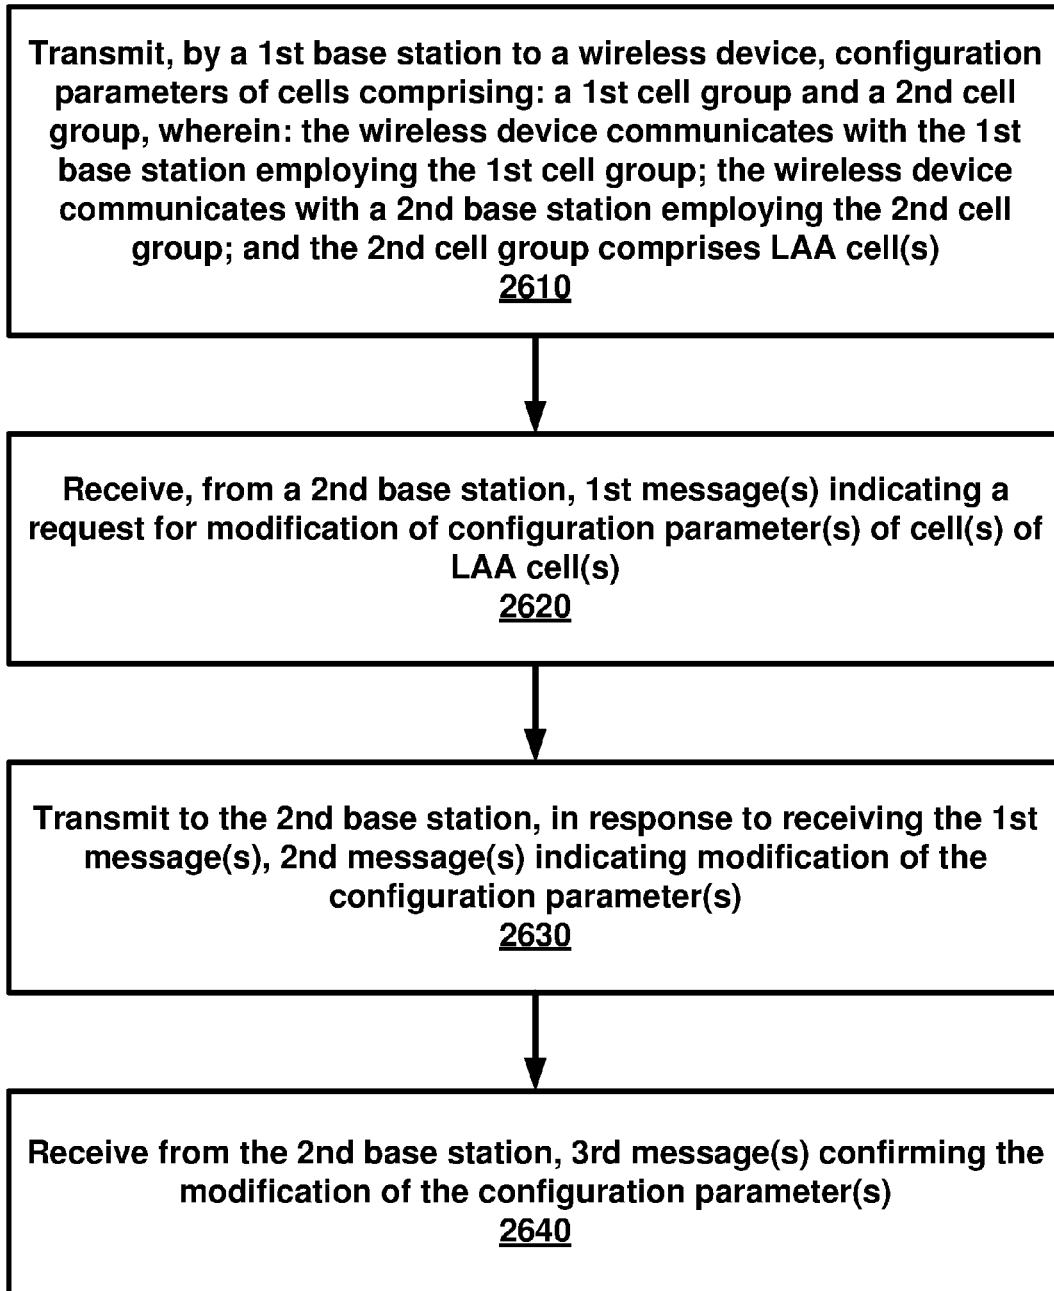 Transmit, by a 1st base station to a wireless device, configuration
parameters of cells comprising: a 1st cell group and a 2nd cell
group, wherein: the wireless device communicates with the 1st
base station employing the 1st cell group; the wireless device
communicates with a 2nd base station employing the 2nd cell
group; and the 2nd cell group comprises LAA cell(s)
2610
Receive, from a 2nd base station, 1st message(s) indicating a
request for modification of configuration parameter(s) of cell(s) of
LAA cell(s)
2620
Transmit to the 2nd base station, in response to receiving the 1st
message(s), 2nd message(s) indicating modification of the
configuration parameter(s)
2630
Receive from the 2nd base station, 3rd message(s) confirming the
modification of the configuration parameter(s)
2640